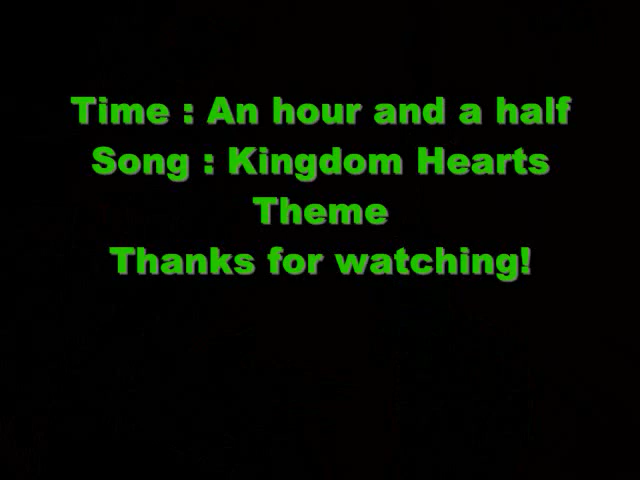 Time : An hour and a half
Song : Kingdom Hearts
Theme
Thanks for watching!